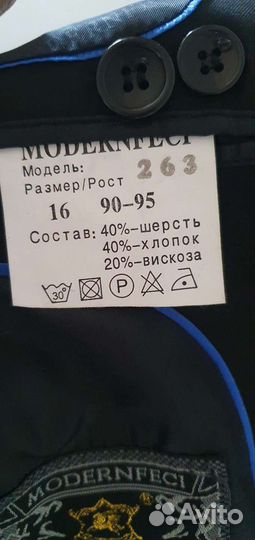 MODERNFECI
Модель: 263
Размер/Рост
16 90-95
Состав: 40%-шерсть
40%-хлопок
20%-вискоза
30°
P
MODERNFECI
Avito